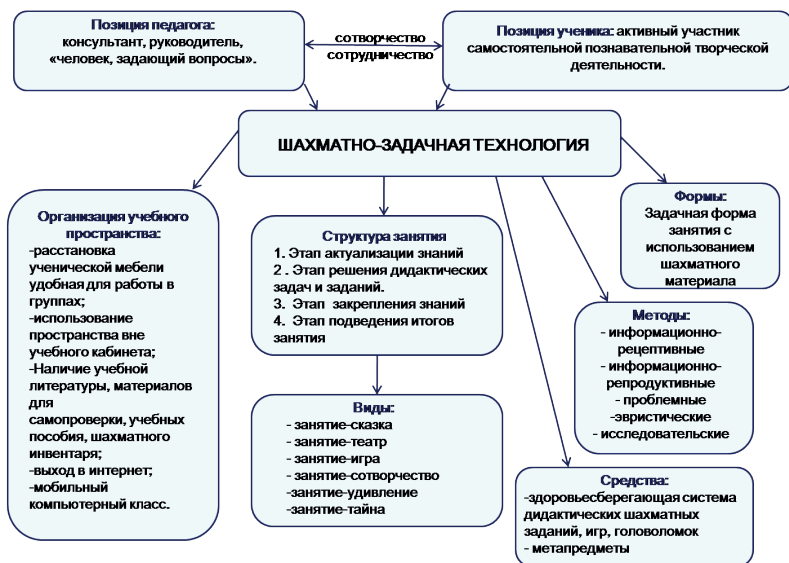 Позиция педагога:
консультант, руководитель,
«человек, задающий вопросы».
сотворчество
сотрудничество
Позиция ученика: активный участник
самостоятельной познавательной творческой
деятельности.
ШАХМАТНО-ЗАДАЧНАЯ ТЕХНОЛОГИЯ
Организация учебного
пространства:
-расстановка
ученической мебели
удобная для работы в
группах;
-использование
пространства вне
учебного кабинета;
-Наличие учебной
литературы, материалов
для
самопроверки, учебных
пособия, шахматного
инвентаря;
-выход в интернет;
-мобильный
компьютерный класс.
Структура занятия
1. Этап актуализации знаний
2 . Этап решения дидактических
задач и заданий.
3. Этап закрепления знаний
4. Этап подведения итогов
занятия
Виды:
- занятие-сказка
- занятие-театр
- занятие-игра
- занятие-сотворчество
-занятие-удивление
-занятие-тайна
Формы:
Задачная форма
занятия с
использованием
шахматного
материала
Методы:
- информационно-
рецептивные
- информационно-
репродуктивные
- проблемные
-эвристические
- исследовательские
Средства:
-здоровьесберегающая система
дидактических шахматных
заданий, игр, головоломок
- метапредметы